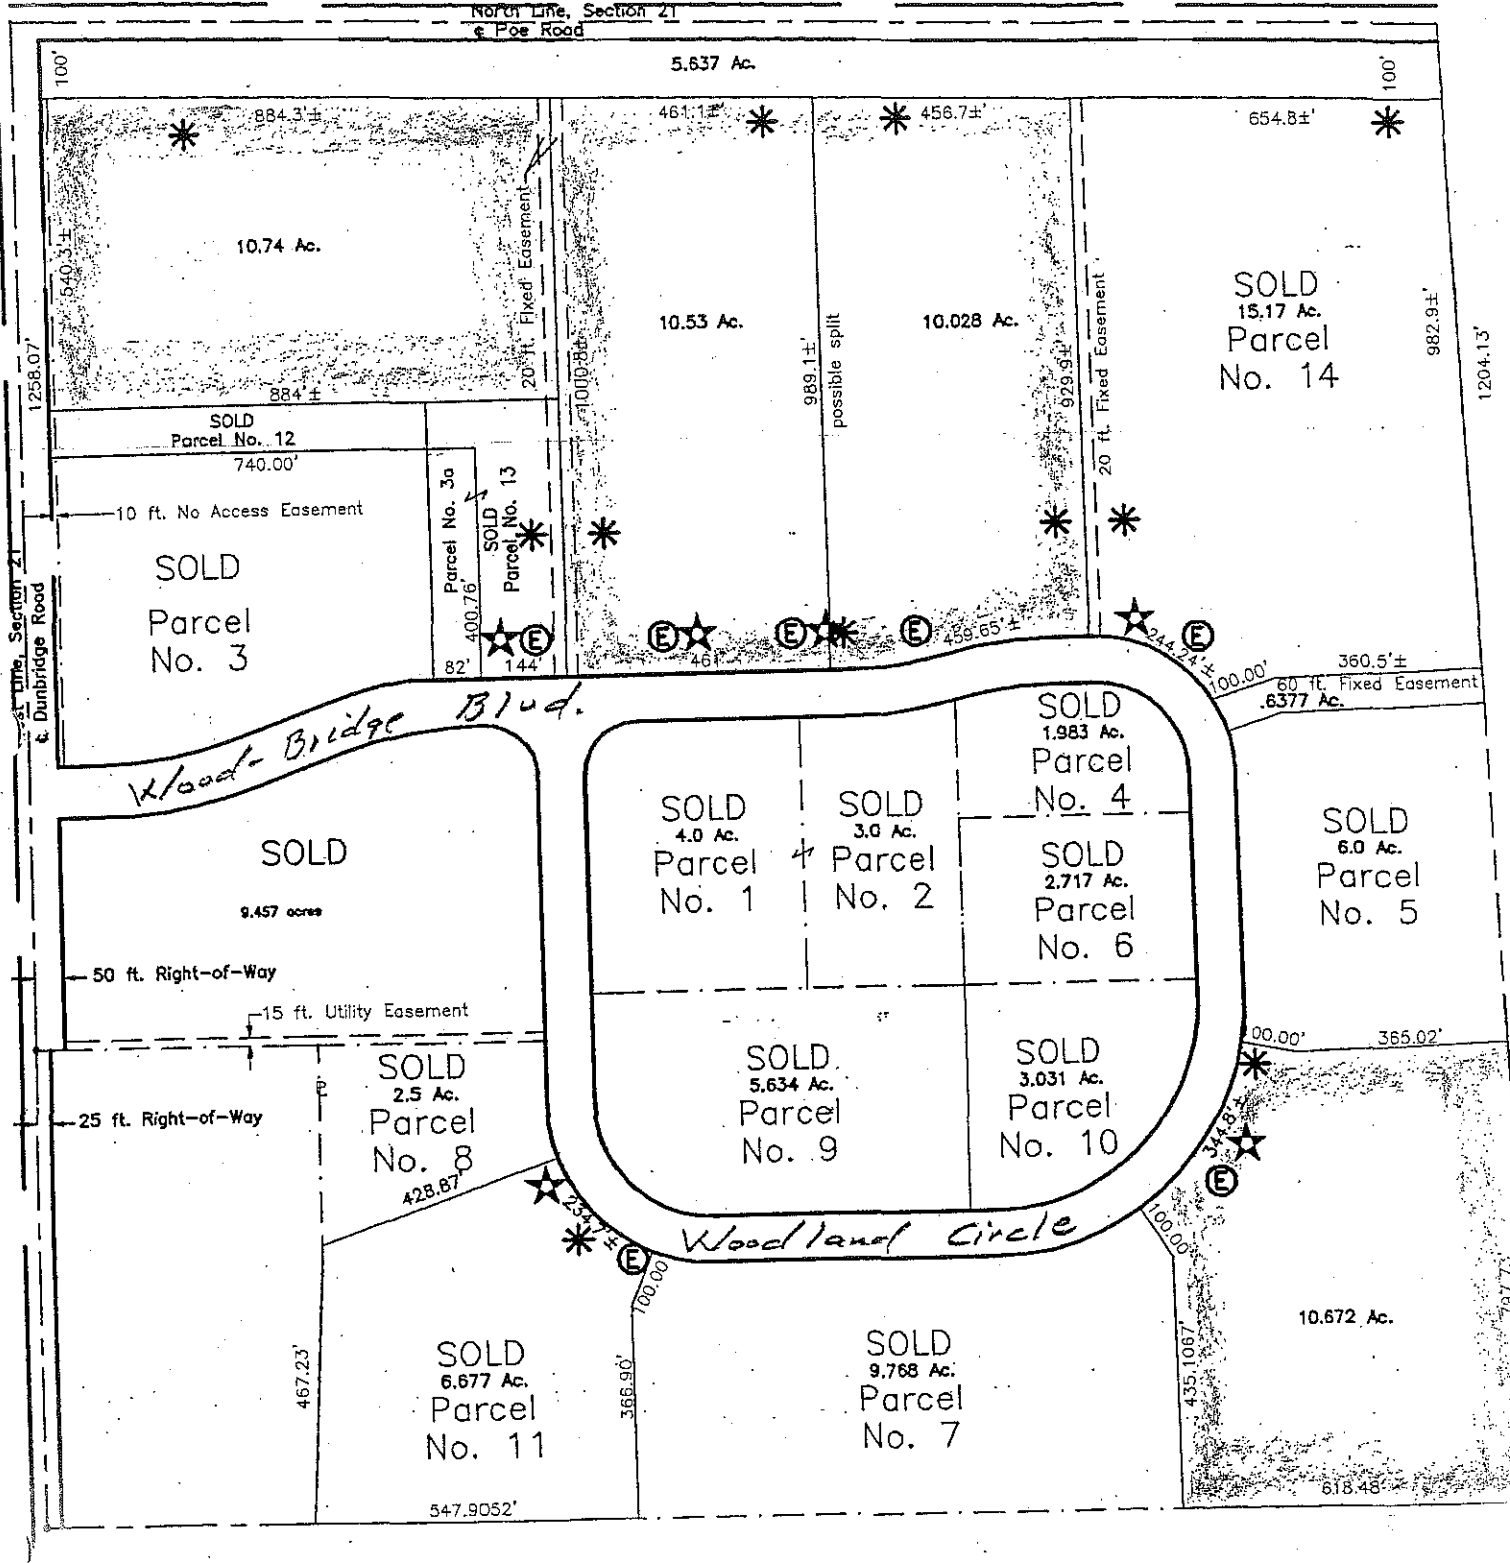 North Line, Section 21
℄ Poe Road
100'
5.637 Ac.
100'
884.3'±
461.1±'
456.7±'
654.8±'
540.3'±
10.74 Ac.
20 ft. Fixed Easement
1258.07'
884'±
1000.8±'
10.53 Ac.
989.1±'
possible split
10.028 Ac.
929.9±'
20 ft. Fixed Easement
SOLD
15.17 Ac.
Parcel
No. 14
982.9±'
1204.13'
SOLD
Parcel No. 12
740.00'
10 ft. No Access Easement
SOLD
Parcel
No. 3
Parcel No. 3a
SOLD
Parcel No. 13
400.76'
82'
144'
E
E
E
E
E
461
459.65'±
244.24'±
100.00'
360.5'±
60 ft. Fixed Easement
.6377 Ac.
Line, Section 21
℄ Dunbridge Road
Wood-Bridge Blvd.
SOLD
9.457 acres
SOLD
4.0 Ac.
Parcel
No. 1
SOLD
3.0 Ac.
Parcel
No. 2
SOLD
1.983 Ac.
Parcel
No. 4
SOLD
2.717 Ac.
Parcel
No. 6
SOLD
6.0 Ac.
Parcel
No. 5
50 ft. Right-of-Way
15 ft. Utility Easement
25 ft. Right-of-Way
SOLD
2.5 Ac.
Parcel
No. 8
428.87'
SOLD
5.634 Ac.
Parcel
No. 9
SOLD
3.031 Ac.
Parcel
No. 10
00.00'
365.02'
344.8'±
E
234.7'±
E
Woodland Circle
100.00
100.00'
467.23'
SOLD
6.677 Ac.
Parcel
No. 11
366.90'
SOLD
9.768 Ac.
Parcel
No. 7
435.1067'
10.672 Ac.
547.9052'
618.48